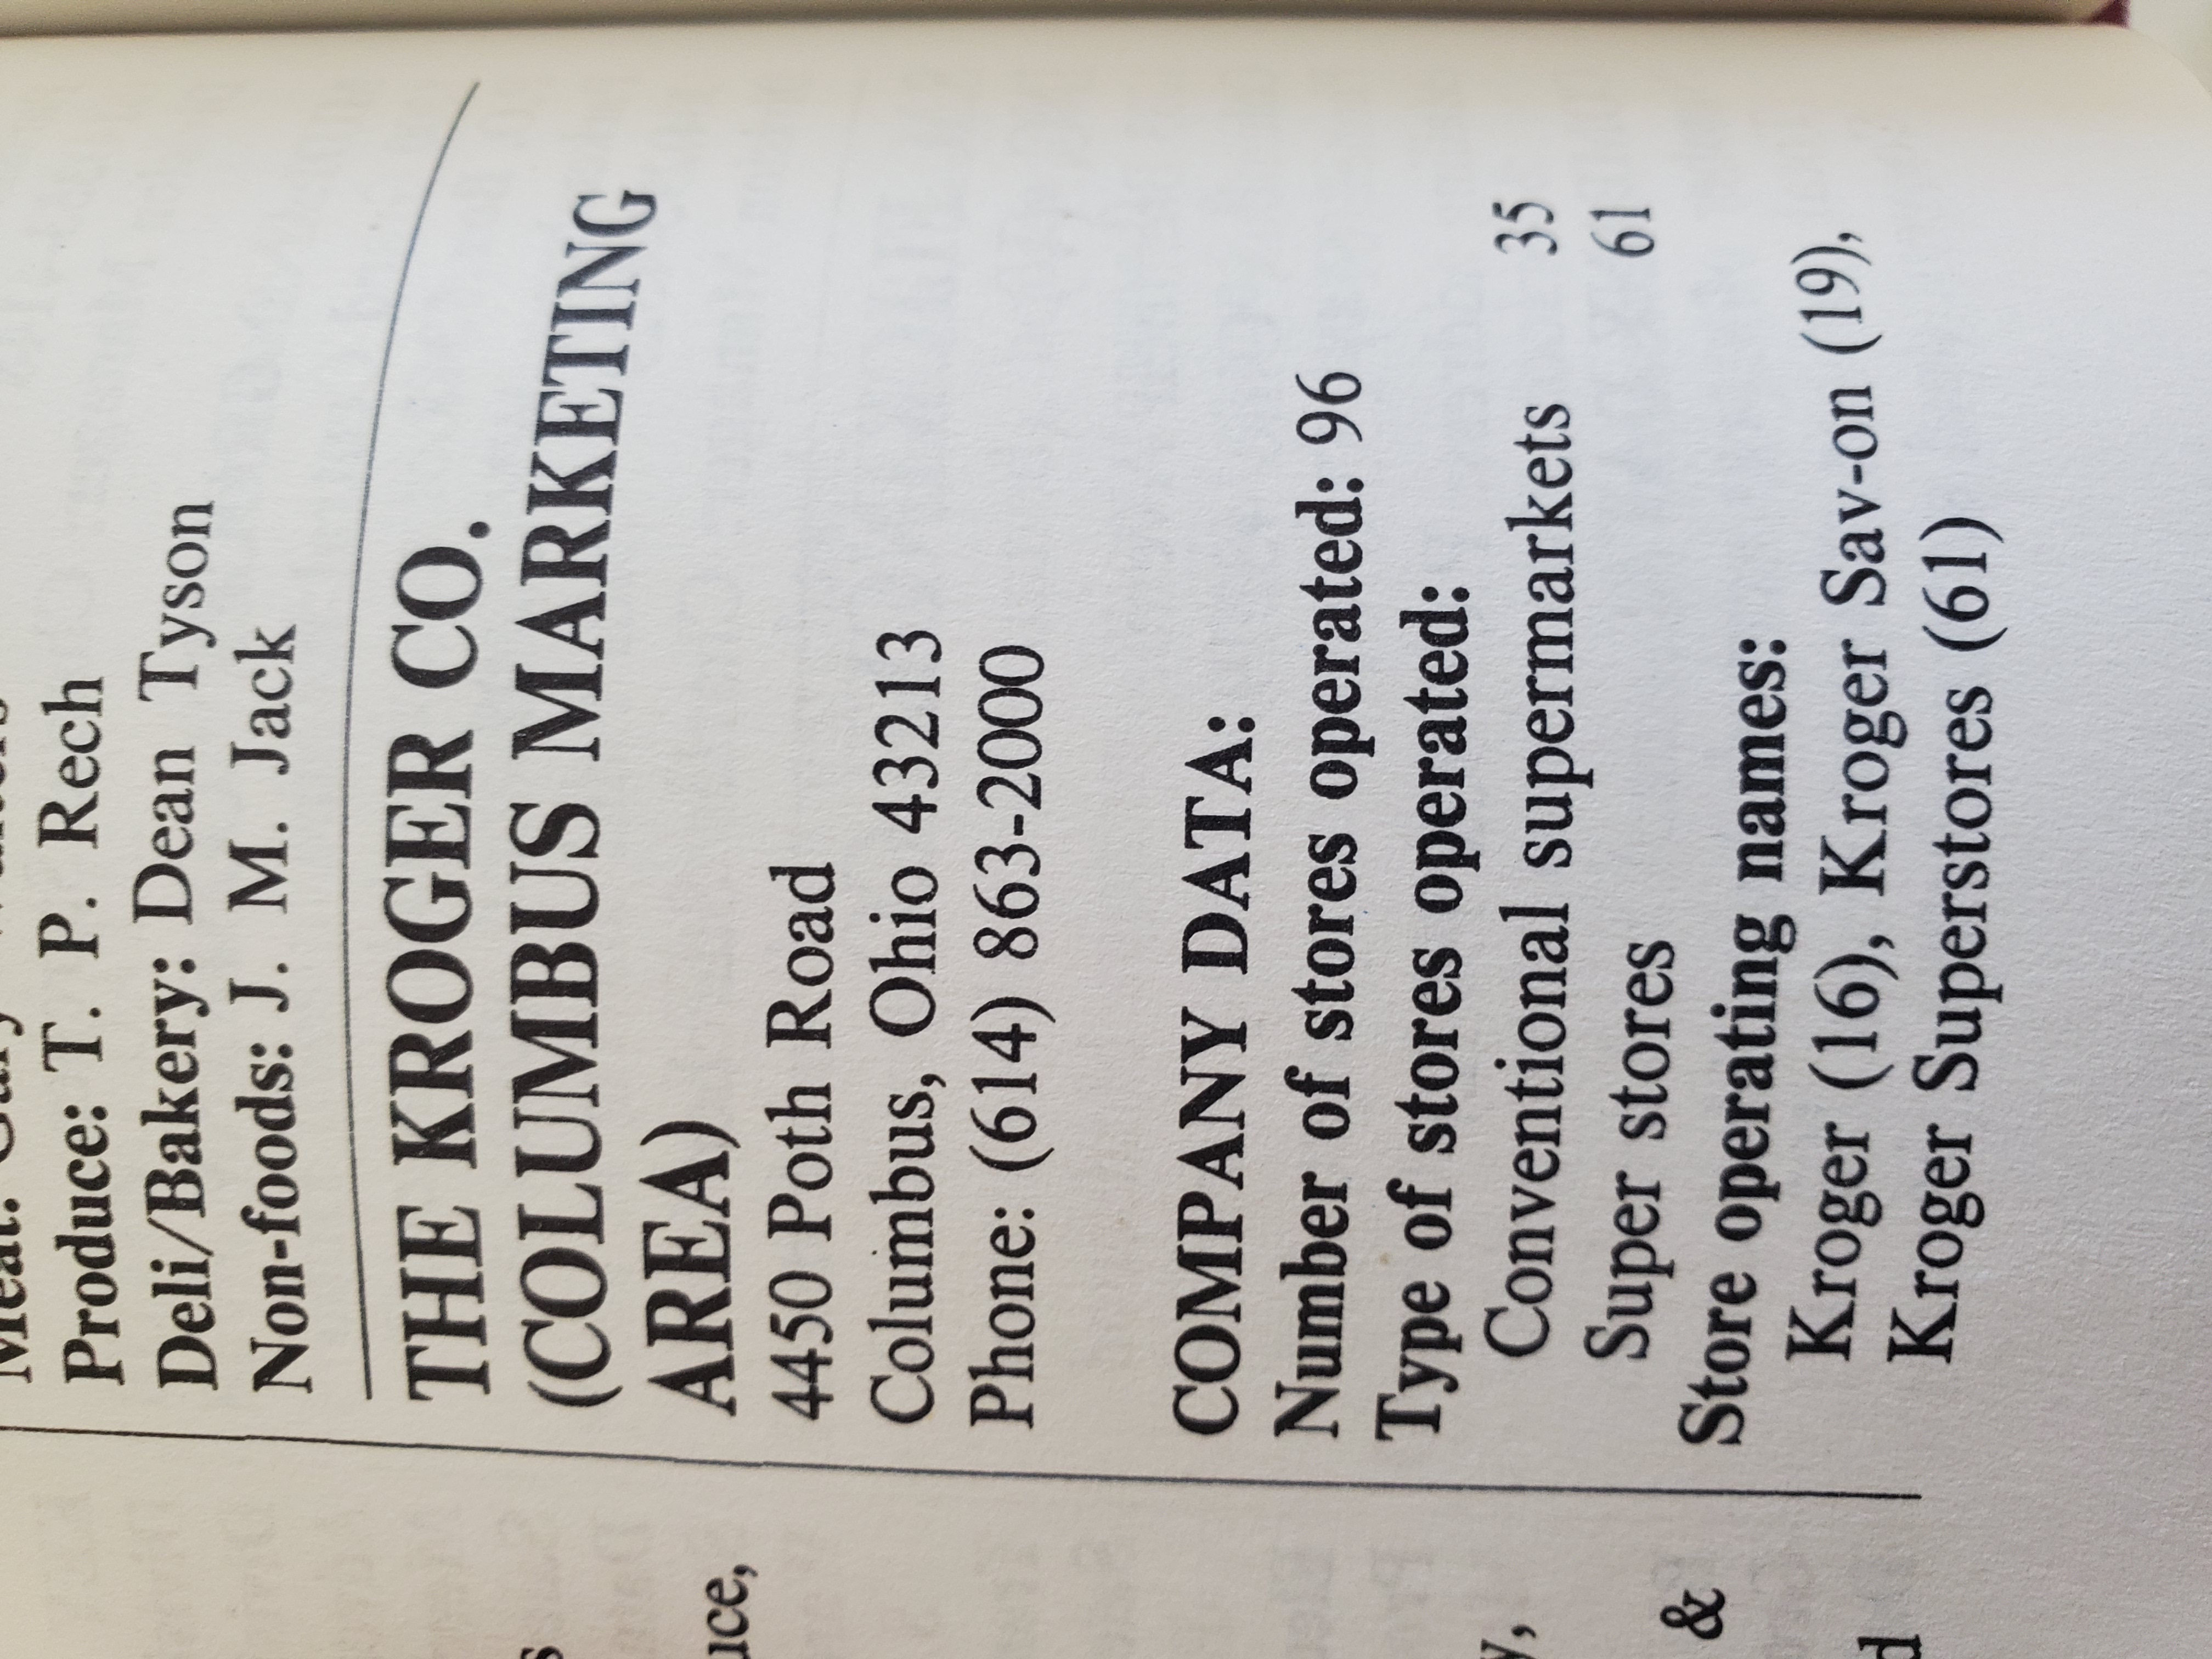 Produce: T. P. Rech
Deli/Bakery: Dean Tyson
Non-foods: J. M. Jack
THE KROGER CO.
(COLUMBUS MARKETING
AREA)
4450 Poth Road
Columbus, Ohio 43213
Phone: (614) 863-2000
COMPANY DATA:
Number of stores operated: 96
Type of stores operated:
Conventional supermarkets 35
Super stores 61
Store operating names:
Kroger (16), Kroger Sav-on (19),
Kroger Superstores (61)
&